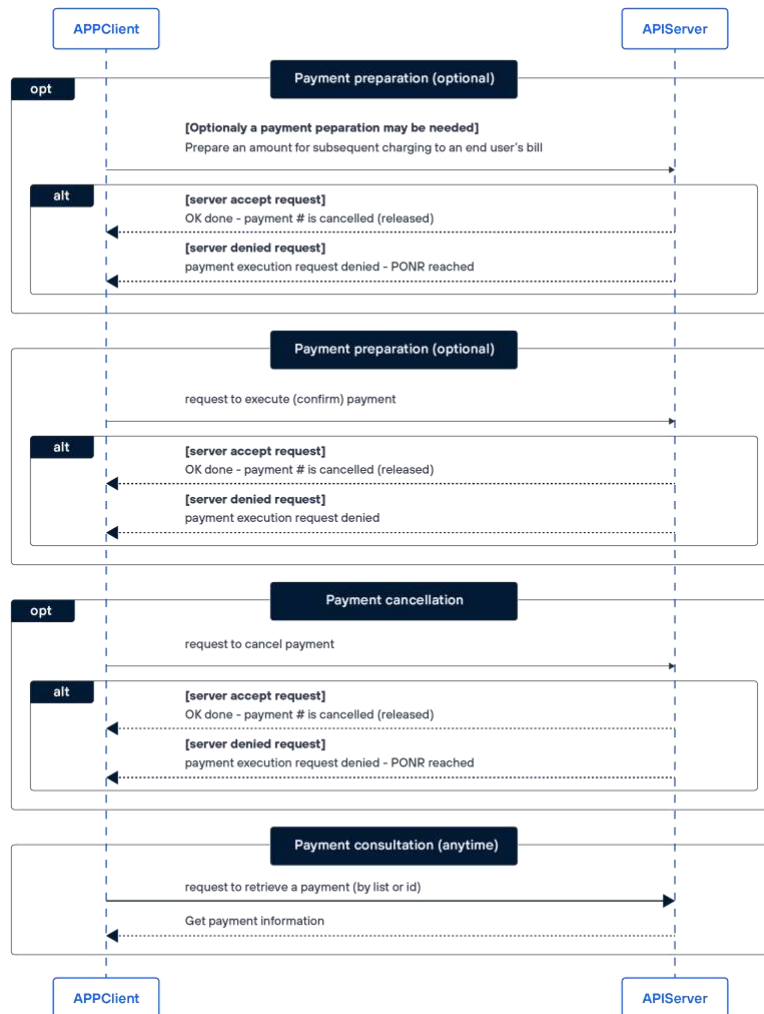 APPClient
APIServer
Payment preparation (optional)
opt
[Optionaly a payment peparation may be needed]
Prepare an amount for subsequent charging to an end user's bill
alt
[server accept request]
OK done - payment # is cancelled (released)
[server denied request]
payment execution request denied - PONR reached
Payment preparation (optional)
request to execute (confirm) payment
alt
[server accept request]
OK done - payment # is cancelled (released)
[server denied request]
payment execution request denied
Payment cancellation
opt
request to cancel payment
alt
[server accept request]
OK done - payment # is cancelled (released)
[server denied request]
payment execution request denied - PONR reached
Payment consultation (anytime)
request to retrieve a payment (by list or id)
Get payment information
APPClient
APIServer